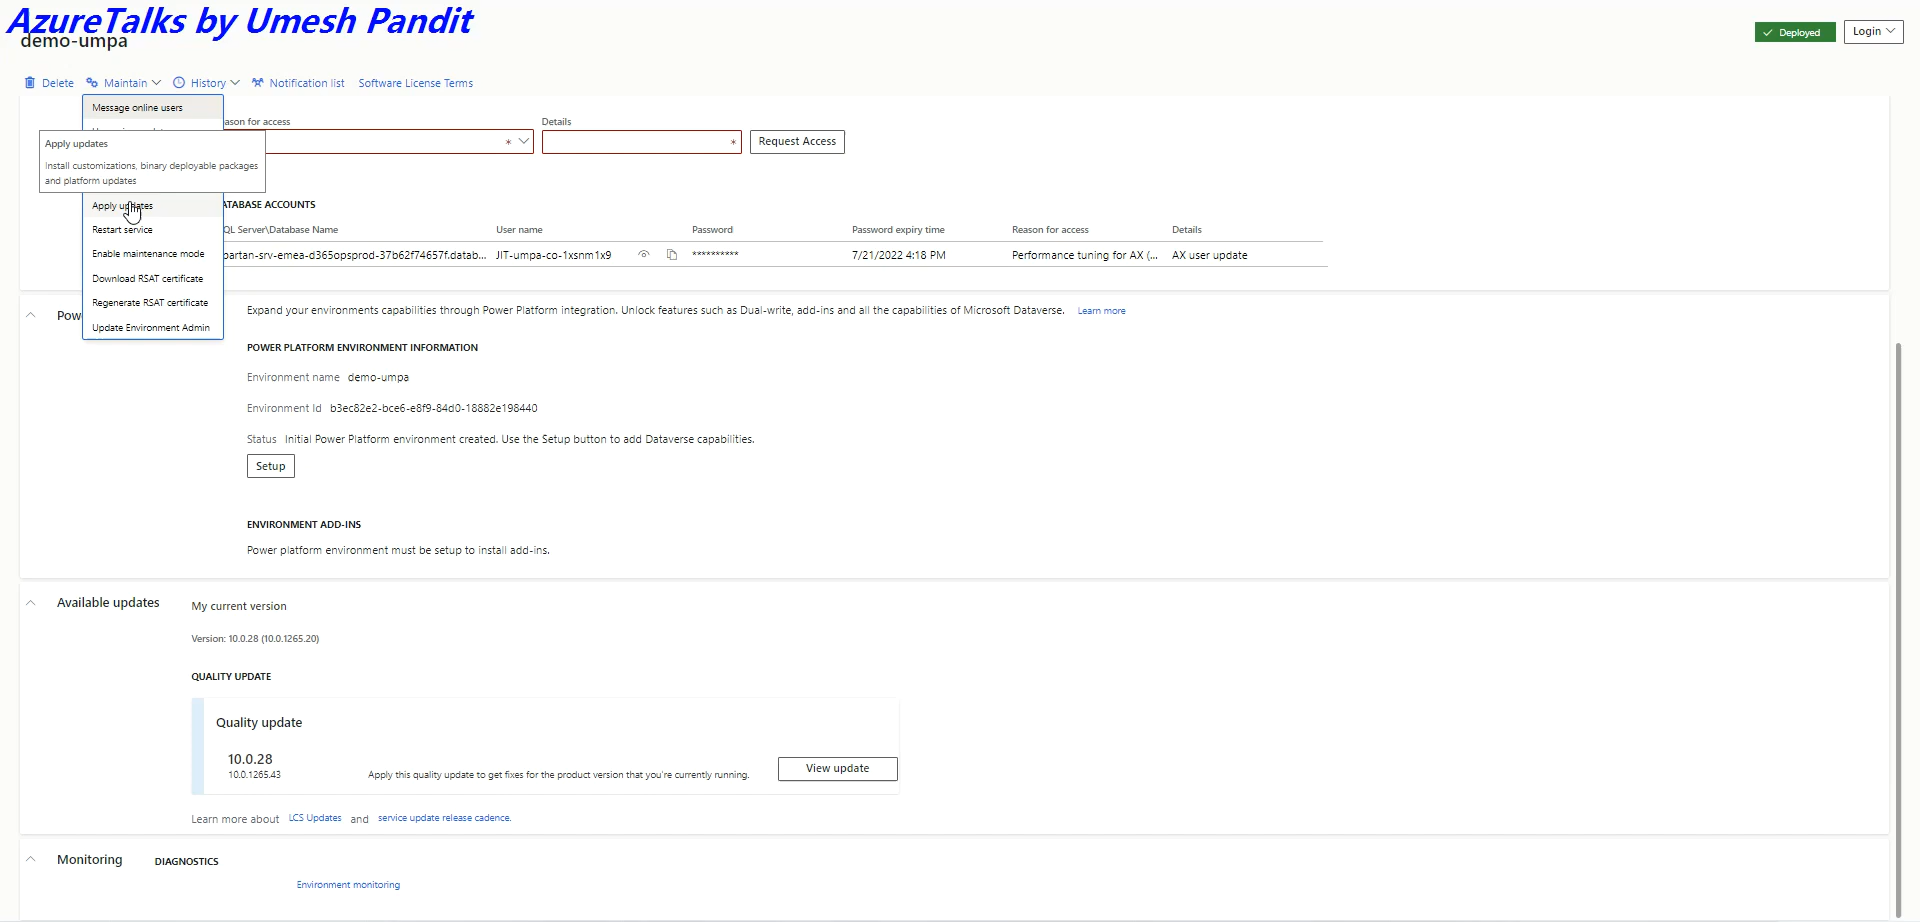 AzureTalks by Umesh Pandit
demo-umpa
Deployed
Login
Delete
Maintain
History
Notification list
Software License Terms
Message online users
ason for access
Details
Apply updates
Install customizations, binary deployable packages
and platform updates
*
*
Request Access
Apply updates
Restart service
Enable maintenance mode
Download RSAT certificate
Regenerate RSAT certificate
Update Environment Admin
TABASE ACCOUNTS
QL Server\Database Name
User name
Password
Password expiry time
Reason for access
Details
partan-srv-emea-d365opsprod-37b62f74657f.datab...
JIT-umpa-co-1xsnm1x9
**********
7/21/2022 4:18 PM
Performance tuning for AX (...
AX user update
Pow
Expand your environments capabilities through Power Platform integration. Unlock features such as Dual-write, add-ins and all the capabilities of Microsoft Dataverse. Learn more
POWER PLATFORM ENVIRONMENT INFORMATION
Environment name demo-umpa
Environment Id b3ec82e2-bce6-e8f9-84d0-18882e198440
Status Initial Power Platform environment created. Use the Setup button to add Dataverse capabilities.
Setup
ENVIRONMENT ADD-INS
Power platform environment must be setup to install add-ins.
Available updates
My current version
Version: 10.0.28 (10.0.1265.20)
QUALITY UPDATE
Quality update
10.0.28
10.0.1265.43
Apply this quality update to get fixes for the product version that you're currently running.
View update
Learn more about LCS Updates and service update release cadence.
Monitoring
DIAGNOSTICS
Environment monitoring